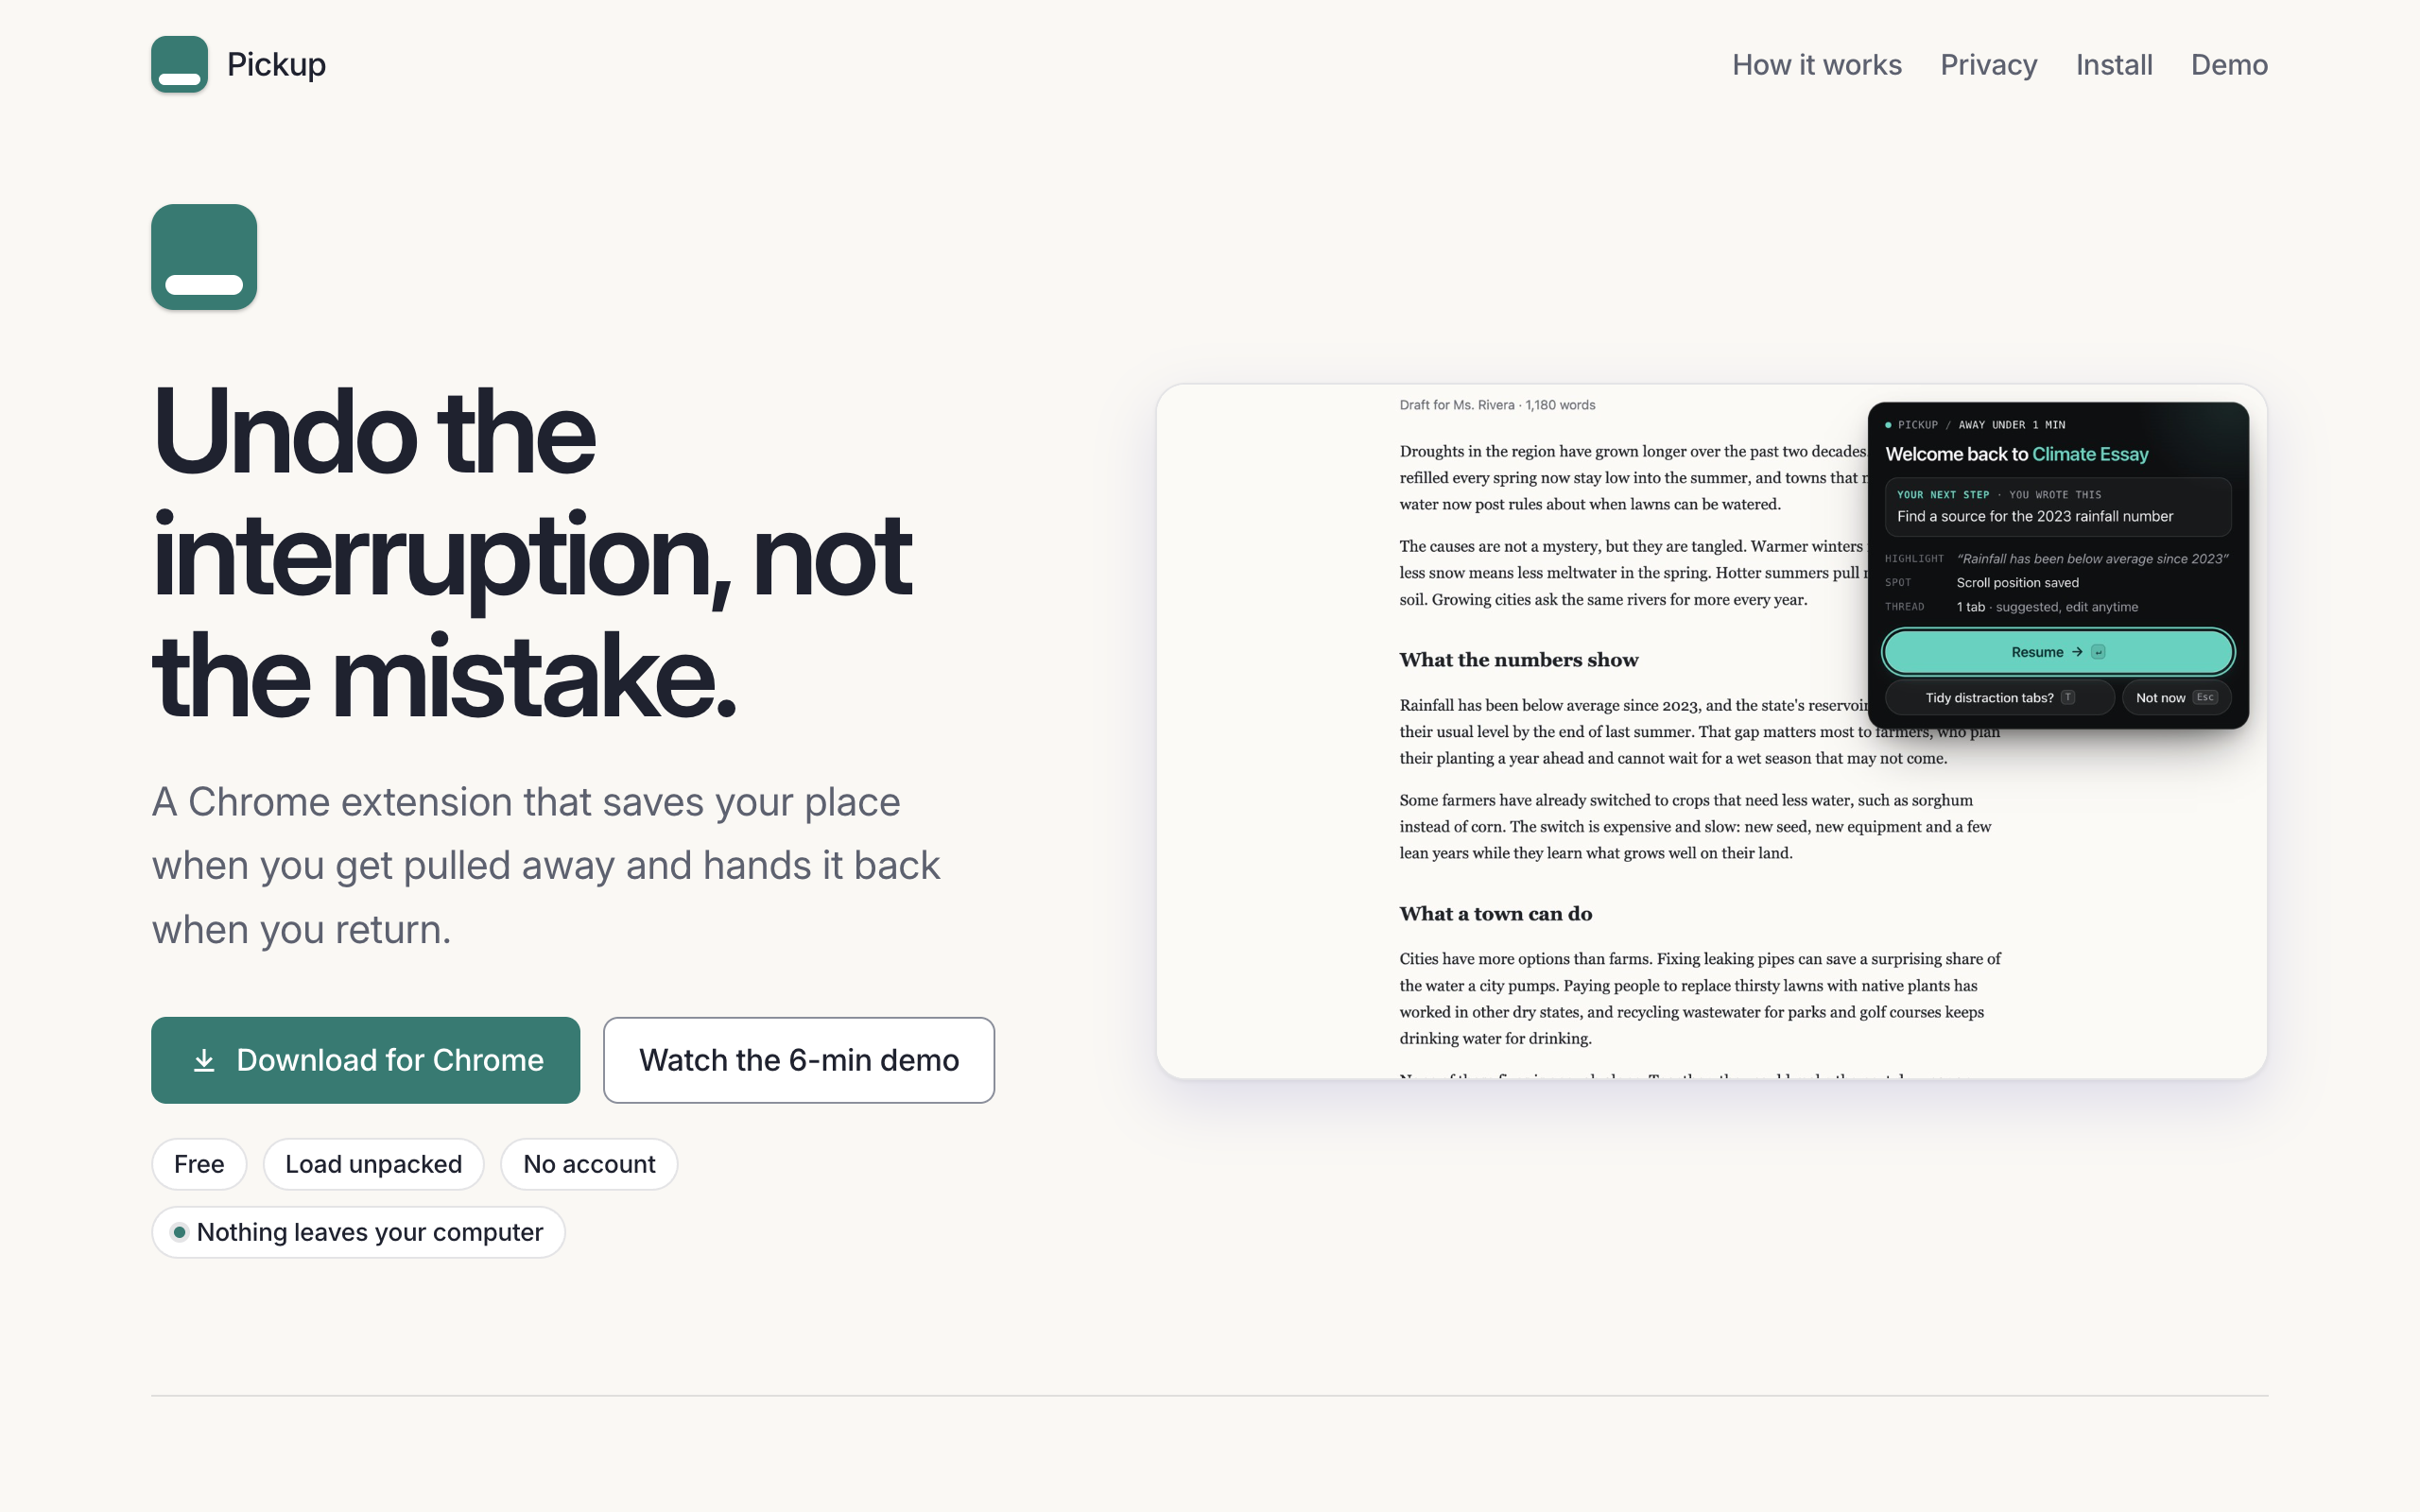 Pickup
How it works
Privacy
Install
Demo
Undo the
interruption, not
the mistake.
A Chrome extension that saves your place
when you get pulled away and hands it back
when you return.
Download for Chrome
Watch the 6-min demo
Free
Load unpacked
No account
Nothing leaves your computer
Draft for Ms. Rivera · 1,180 words
Droughts in the region have grown longer over the past two decades.
refilled every spring now stay low into the summer, and towns that
water now post rules about when lawns can be watered.
The causes are not a mystery, but they are tangled. Warmer winters
less snow means less meltwater in the spring. Hotter summers pull
soil. Growing cities ask the same rivers for more every year.
What the numbers show
Rainfall has been below average since 2023, and the state's
their usual level by the end of last summer. That gap matters most to farmers, who plan
their planting a year ahead and cannot wait for a wet season that may not come.
Some farmers have already switched to crops that need less water, such as sorghum
instead of corn. The switch is expensive and slow: new seed, new equipment and a few
lean years while they learn what grows well on their land.
What a town can do
Cities have more options than farms. Fixing leaking pipes can save a surprising share of
the water a city pumps. Paying people to replace thirsty lawns with native plants has
worked in other dry states, and recycling wastewater for parks and golf courses keeps
drinking water for drinking.
PICKUP / AWAY UNDER 1 MIN
Welcome back to Climate Essay
YOUR NEXT STEP · YOU WROTE THIS
Find a source for the 2023 rainfall number
HIGHLIGHT “Rainfall has been below average since 2023”
SPOT Scroll position saved
THREAD 1 tab · suggested, edit anytime
Resume → ↵
Tidy distraction tabs? T
Not now Esc